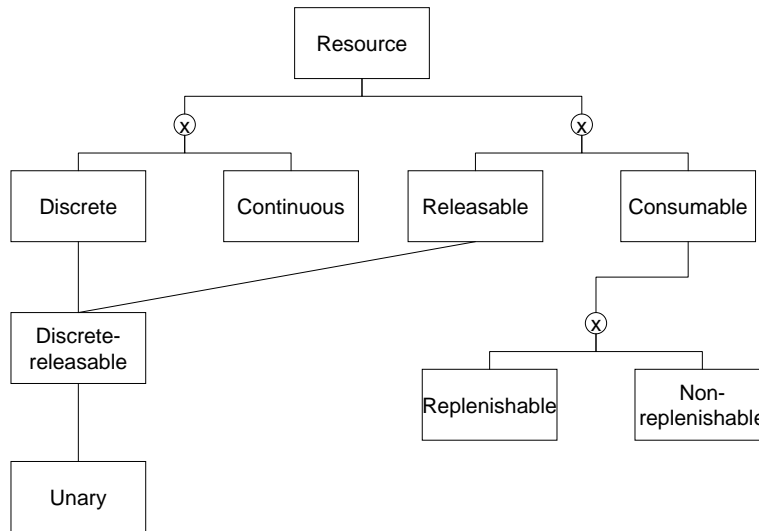 Resource
x
x
Discrete
Continuous
Releasable
Consumable
Discrete-
releasable
x
Replenishable
Non-
replenishable
Unary